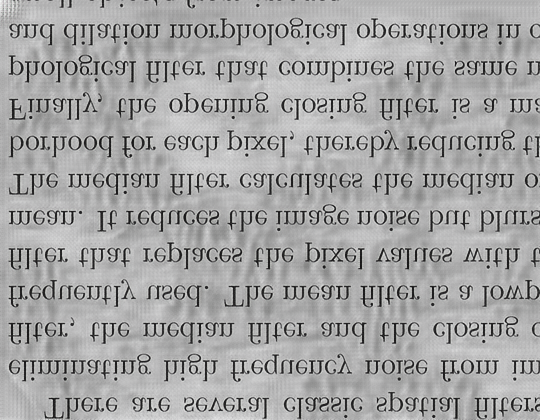 There are several classic spatial filters
eliminating high frequency noise from im
filter, the median filter and the closing
frequently used. The mean filter is a lowp
filter that replaces the pixel values with t
mean. It reduces the image noise but blurs
The median filter calculates the median o
borhood for each pixel, thereby reducing th
Finally, the opening closing filter is a ma
phological filter that combines the same n
and dilation morphological operations in o